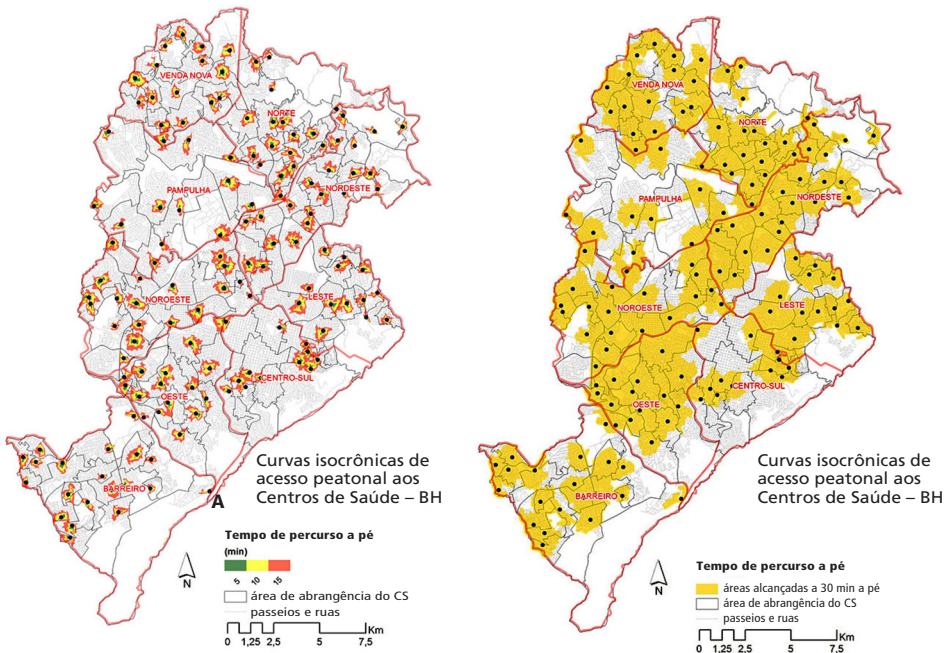 VENDA NOVA
NORTE
PAMPULHA
NORDESTE
NOROESTE
LESTE
CENTRO-SUL
OESTE
BARREIRO
A
Curvas isocrônicas de
acesso peatonal aos
Centros de Saúde – BH
Tempo de percurso a pé
(min)
5 10 15
área de abrangência do CS
passeios e ruas
N
Km
0 1,25 2,5 5 7,5
VENDA NOVA
NORTE
PAMPULHA
NORDESTE
NOROESTE
LESTE
CENTRO-SUL
OESTE
BARREIRO
Curvas isocrônicas de
acesso peatonal aos
Centros de Saúde – BH
Tempo de percurso a pé
áreas alcançadas a 30 min a pé
área de abrangência do CS
passeios e ruas
N
Km
0 1,25 2,5 5 7,5